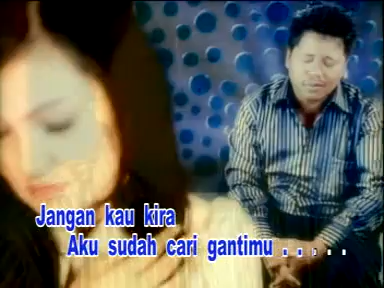 Jangan kau kira
Aku sudah cari gantimu . . . . .